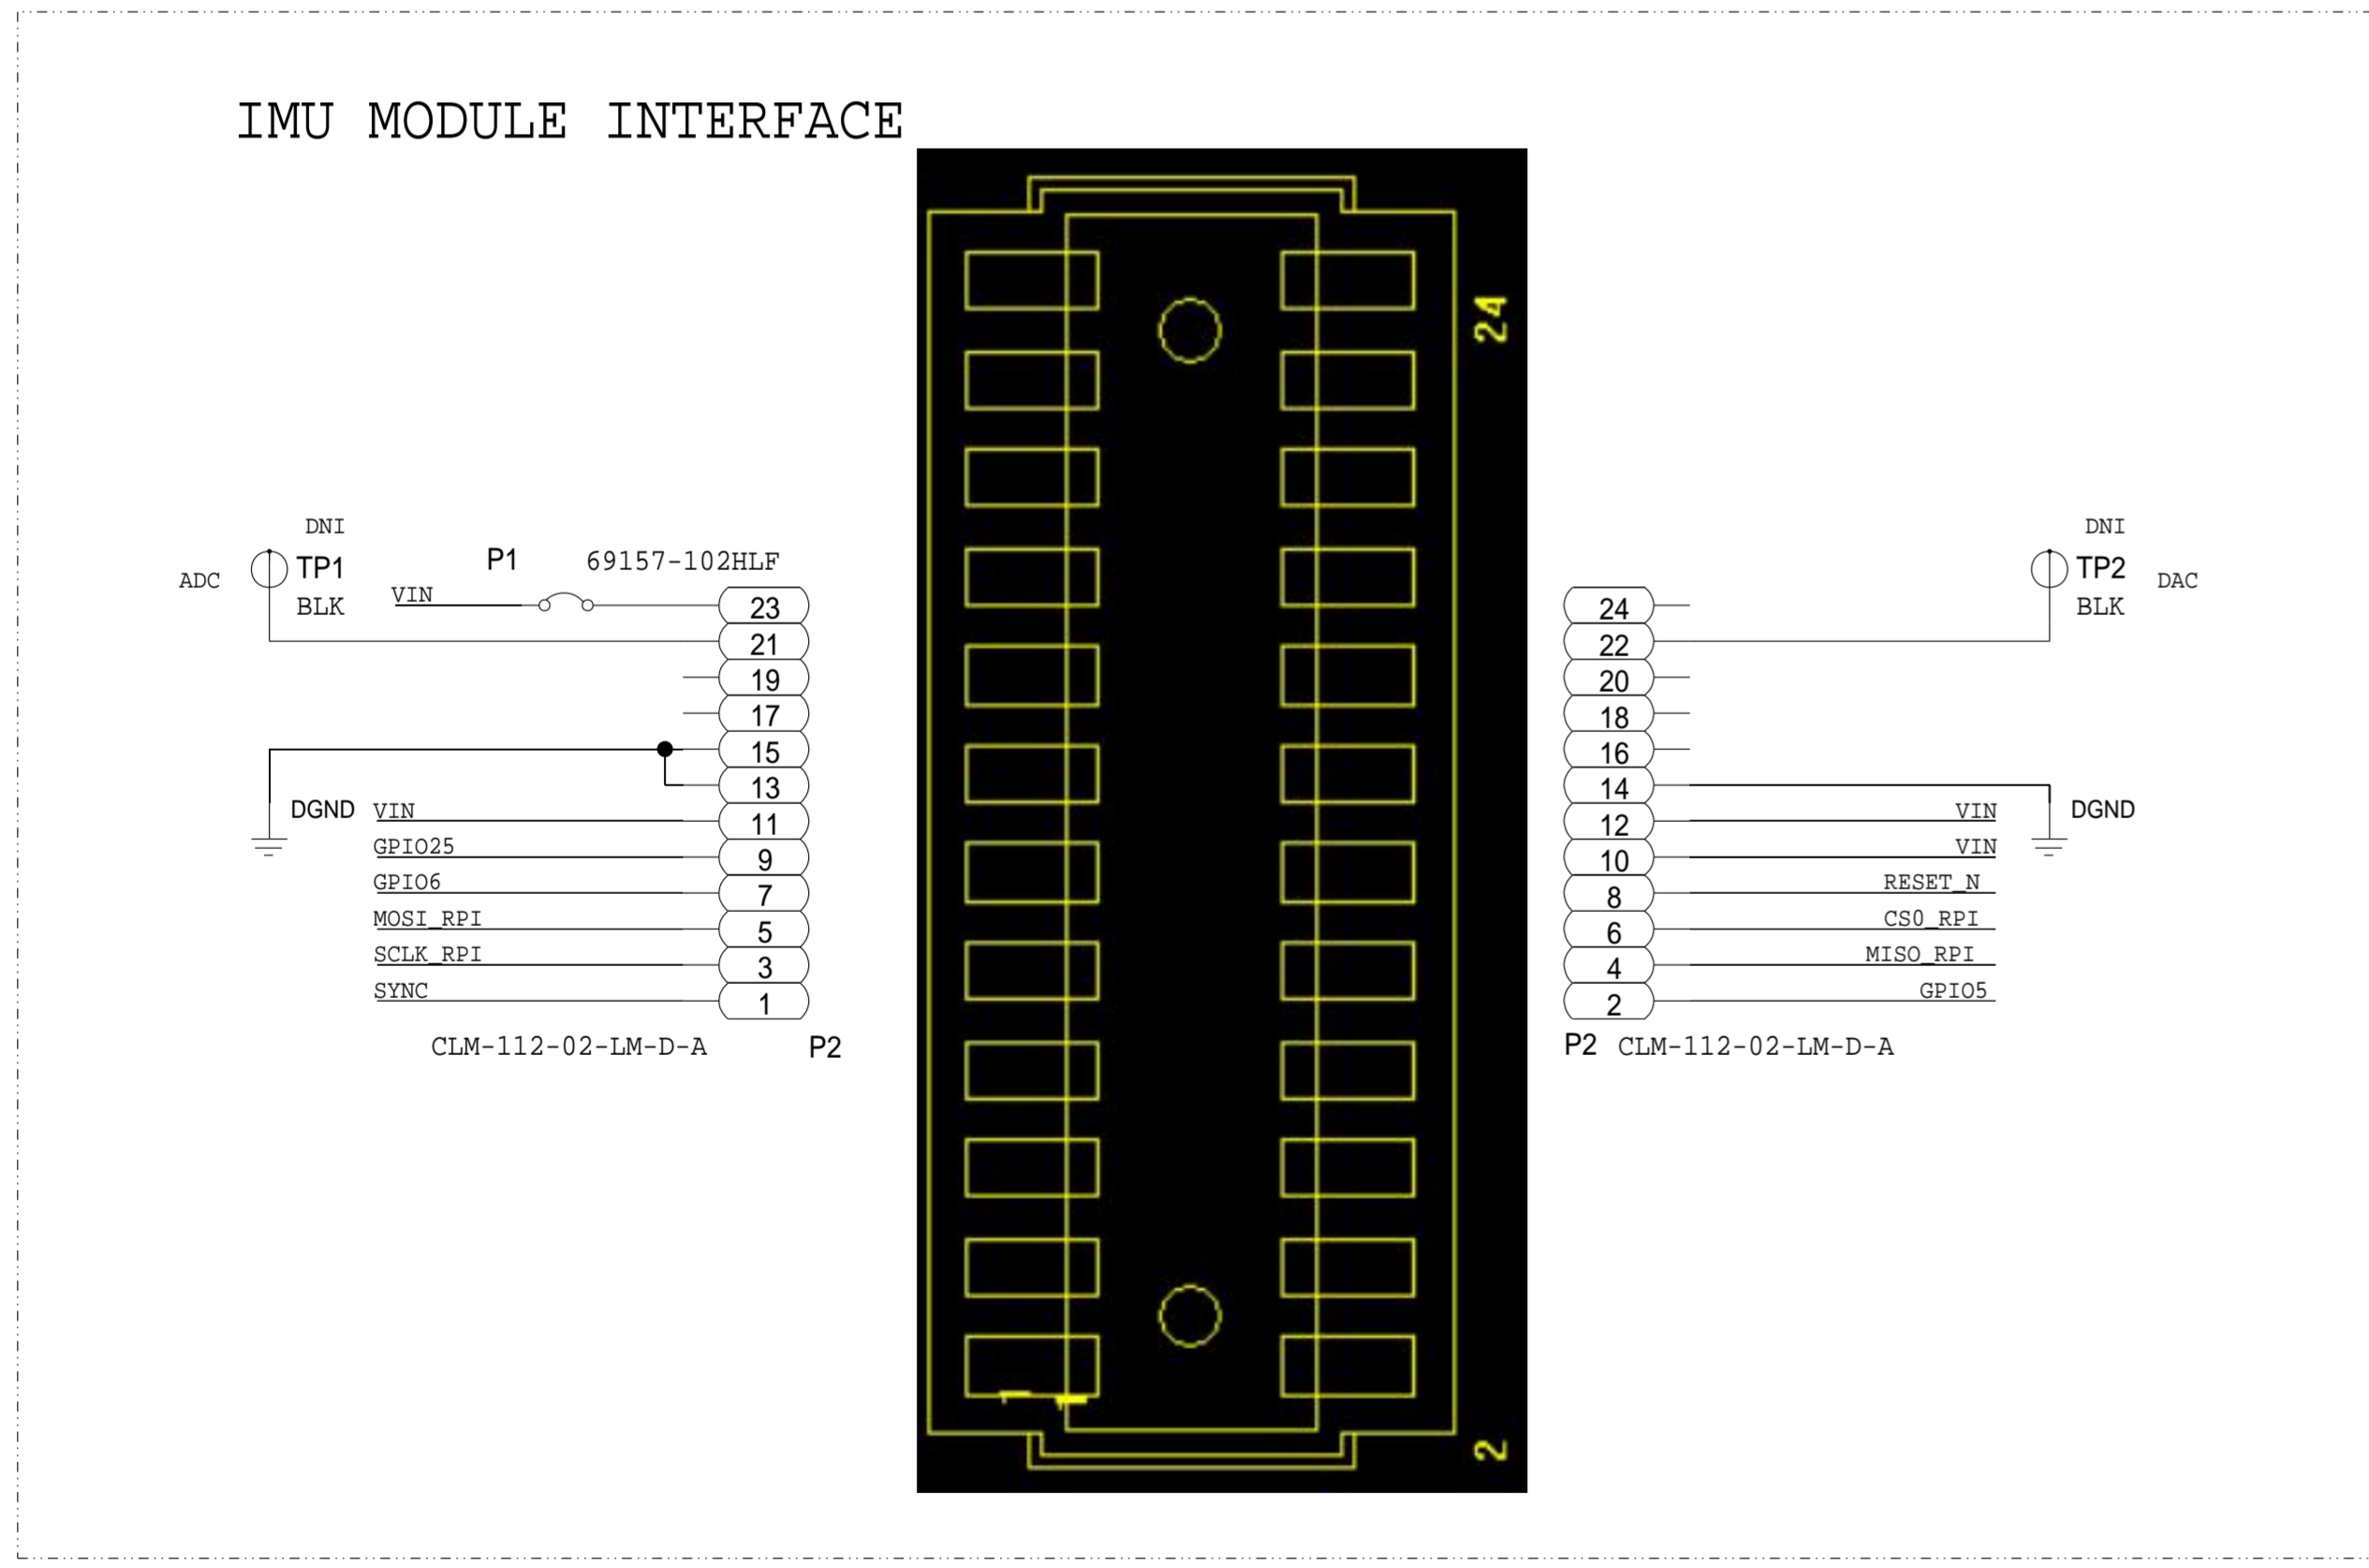 IMU MODULE INTERFACE
24
DNI
TP1
BLK
ADC
P1
69157-102HLF
VIN
23
21
19
17
15
13
11
9
7
5
3
1
DGND
VIN
GPIO25
GPIO6
MOSI_RPI
SCLK_RPI
SYNC
CLM-112-02-LM-D-A
P2
DNI
TP2
BLK
DAC
24
22
20
18
16
14
12
10
8
6
4
2
VIN
DGND
VIN
RESET_N
CS0_RPI
MISO_RPI
GPIO5
P2 CLM-112-02-LM-D-A
2